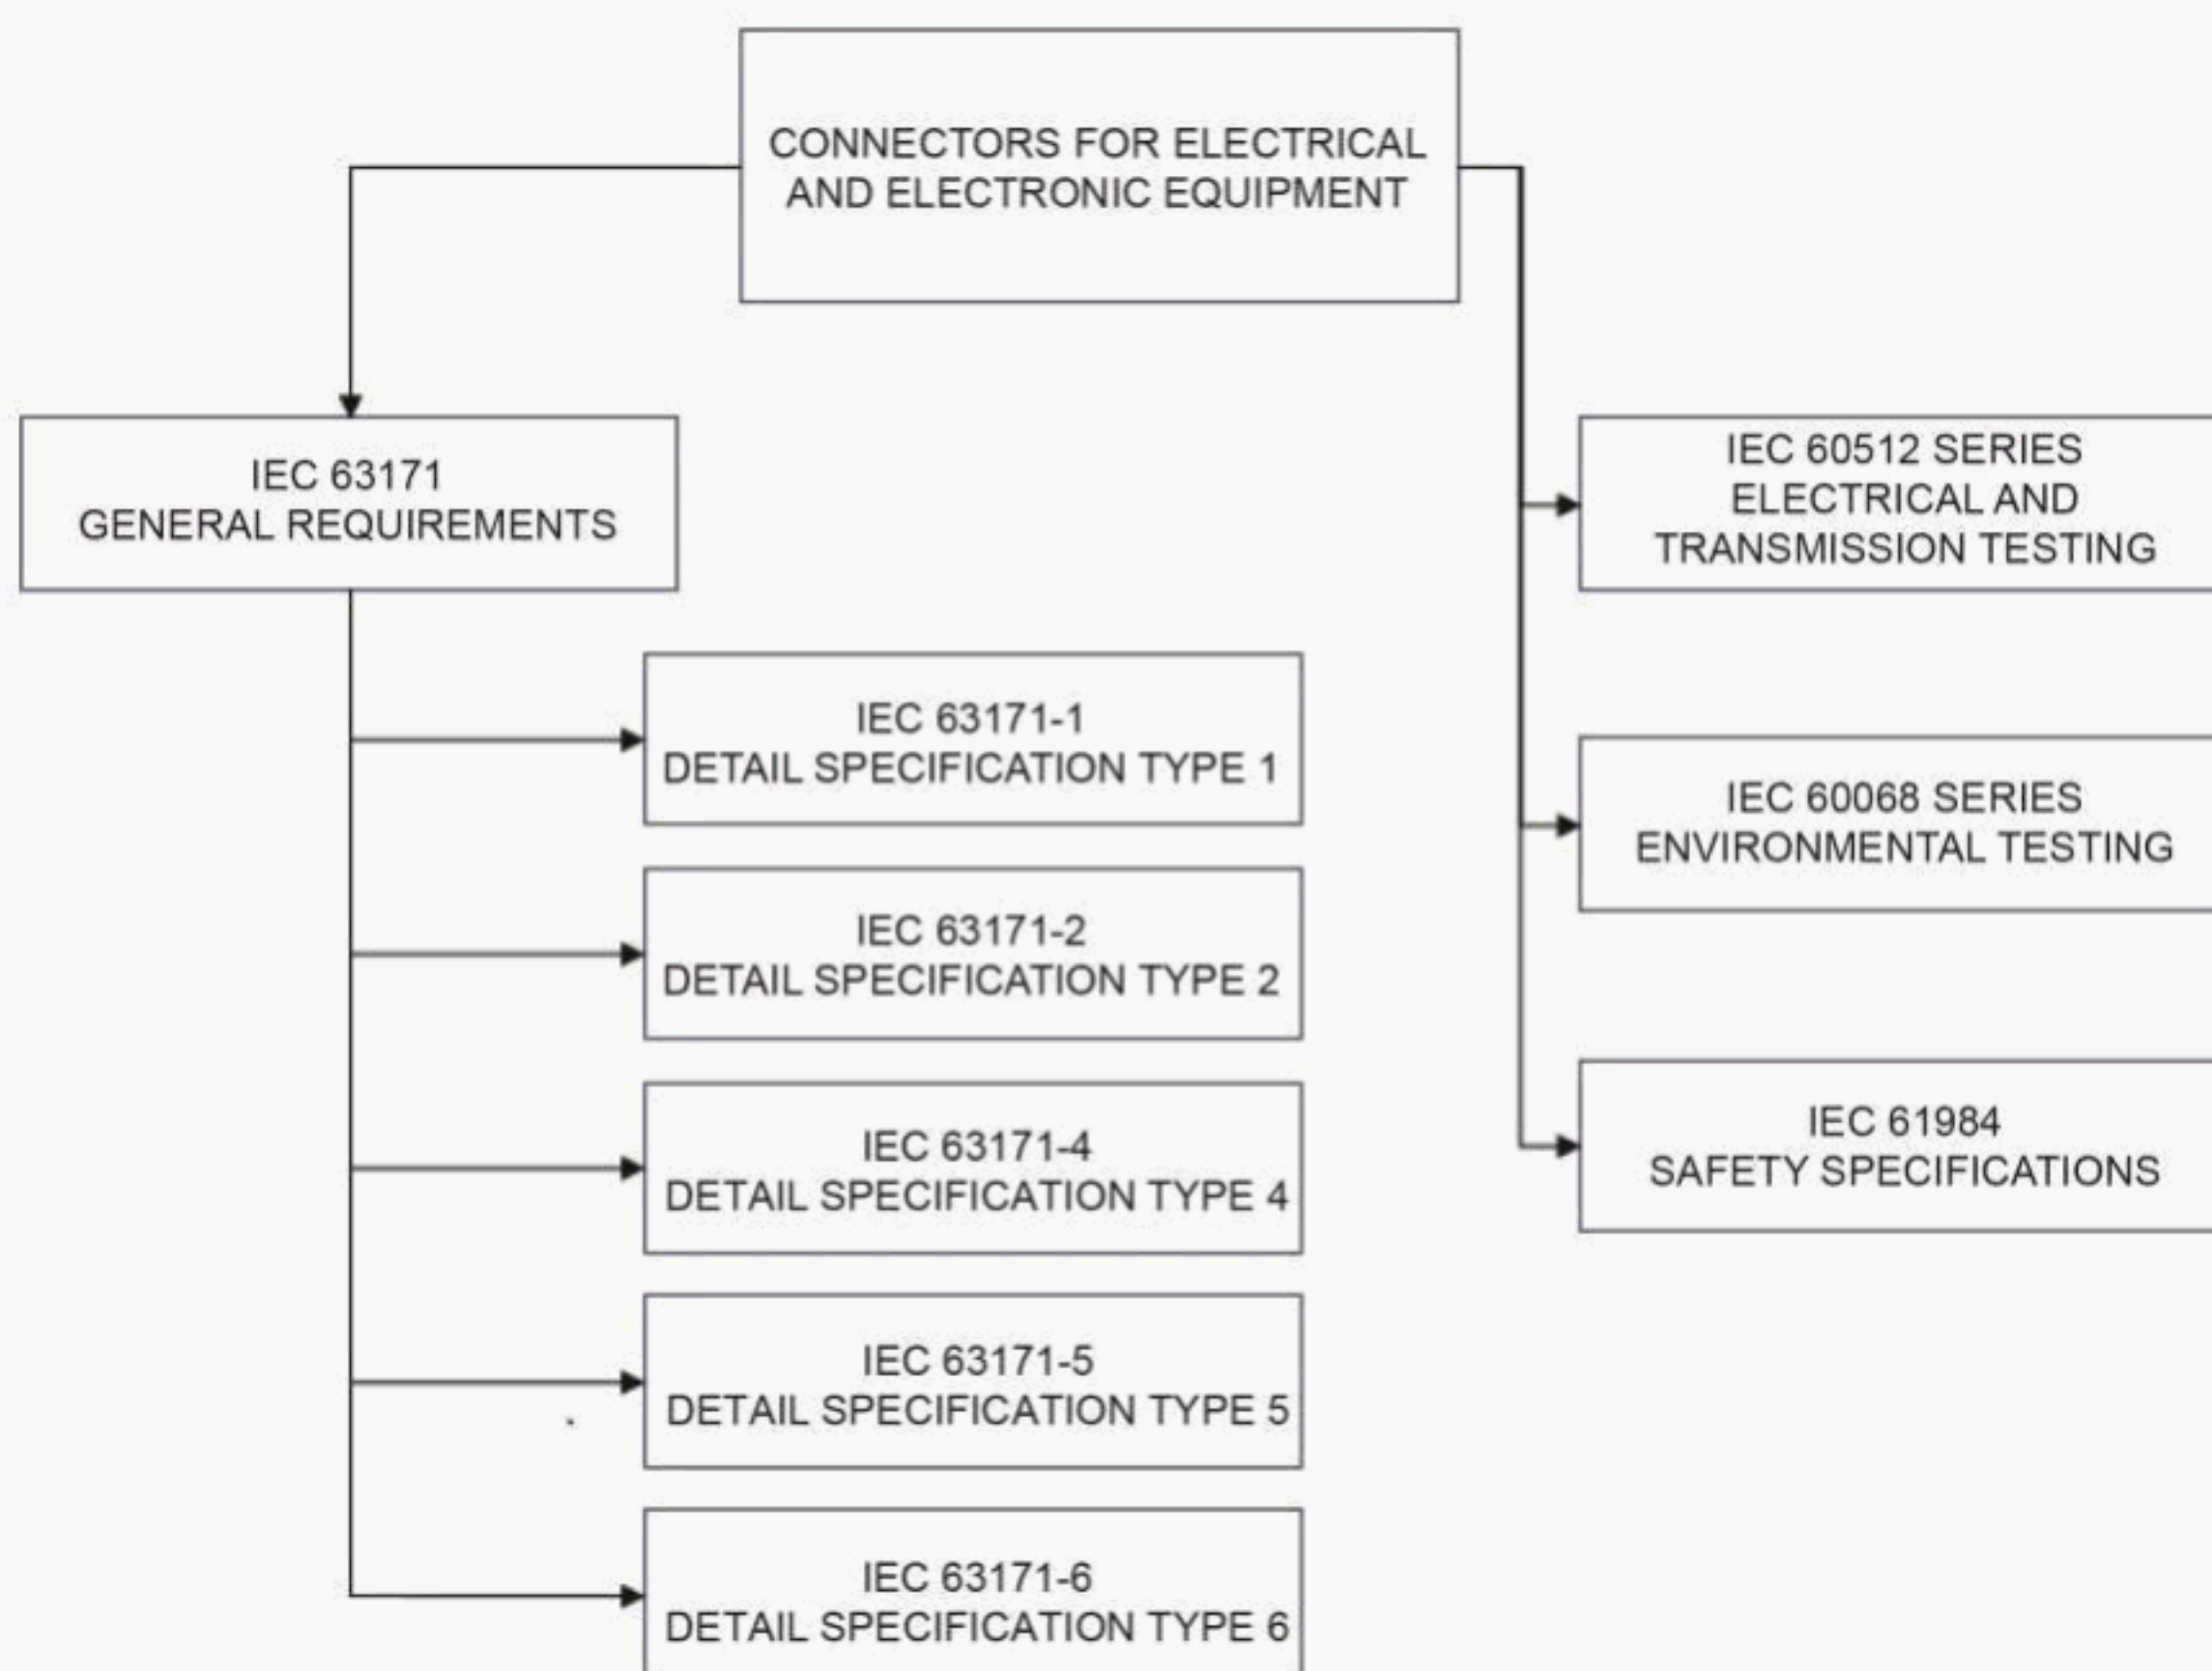 CONNECTORS FOR ELECTRICAL
AND ELECTRONIC EQUIPMENT
IEC 63171
GENERAL REQUIREMENTS
IEC 60512 SERIES
ELECTRICAL AND
TRANSMISSION TESTING
IEC 63171-1
DETAIL SPECIFICATION TYPE 1
IEC 60068 SERIES
ENVIRONMENTAL TESTING
IEC 63171-2
DETAIL SPECIFICATION TYPE 2
IEC 63171-4
DETAIL SPECIFICATION TYPE 4
IEC 61984
SAFETY SPECIFICATIONS
IEC 63171-5
DETAIL SPECIFICATION TYPE 5
IEC 63171-6
DETAIL SPECIFICATION TYPE 6